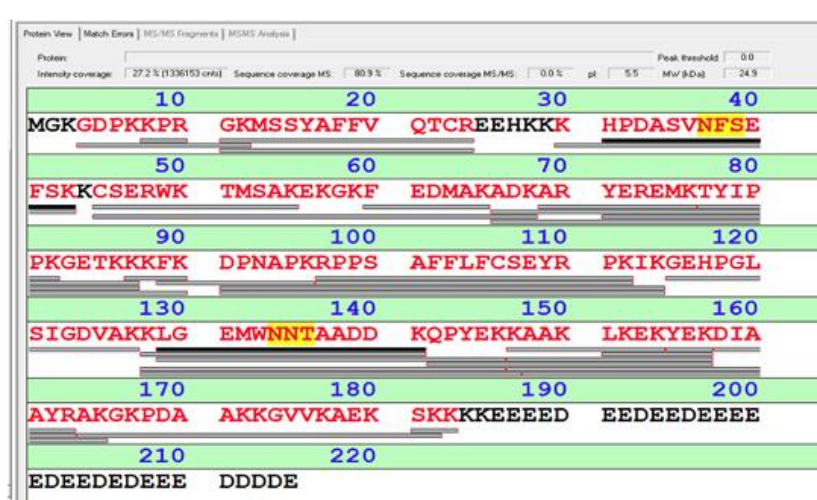 Protein View | Match Errors | MS/MS Fragments | MSMS Analysis |
Protein: Peak threshold: 0.0
Intensity coverage: 27.2 % (1336153 cnts) Sequence coverage MS: 80.9 % Sequence coverage MS/MS: 0.0 % pI: 5.5 MW (kDa): 24.9
10 20 30 40
MGKGDPKKPR GKMSSYAFFV QTCREEHKKK HPDASVNFSE
50 60 70 80
FSKKCSERWK TMSAKEKGKF EDMAKADKAR YEREMKTYIP
90 100 110 120
PKGETKKKFK DPNAPKRPPS AFFLFCSEYR PKIKGEHPGL
130 140 150 160
SIGDVAKKLG EMWNNTAADD KQPYEKKAAK LKEKYEKDIA
170 180 190 200
AYRAKGKPDA AKKGVVKAEK SKKKKEEEED EEDEEDEEEE
210 220
EDEEDEDEEE DDDDE